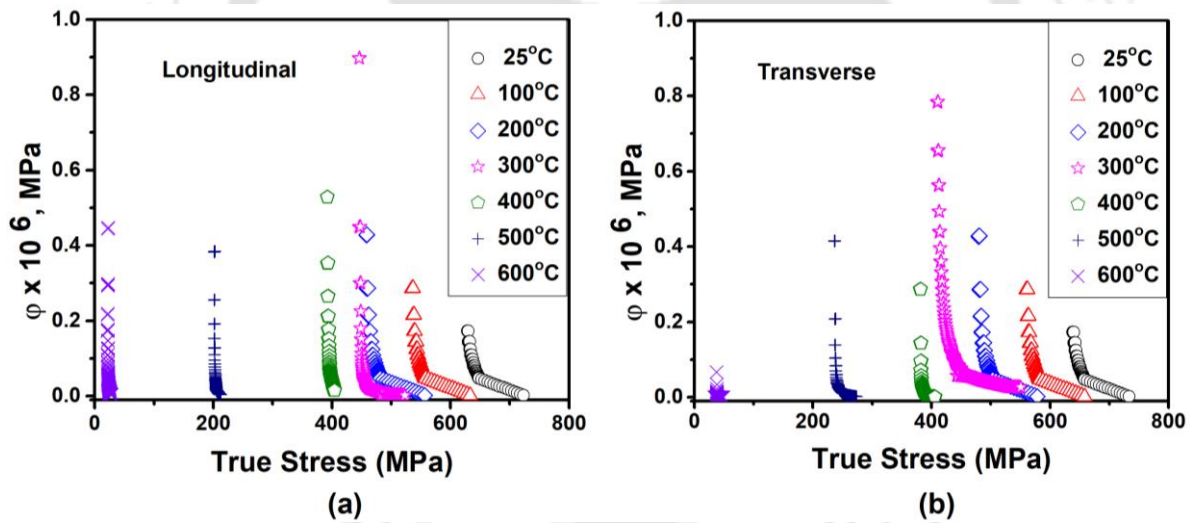 1.0
0.8
0.6
0.4
0.2
0.0
φ x 10 6, MPa
Longitudinal
25°C
100°C
200°C
300°C
400°C
500°C
600°C
0 200 400 600 800
True Stress (MPa)
(a)
1.0
0.8
0.6
0.4
0.2
0.0
φ x 10 6, MPa
Transverse
25°C
100°C
200°C
300°C
400°C
500°C
600°C
0 200 400 600 800
True Stress (MPa)
(b)